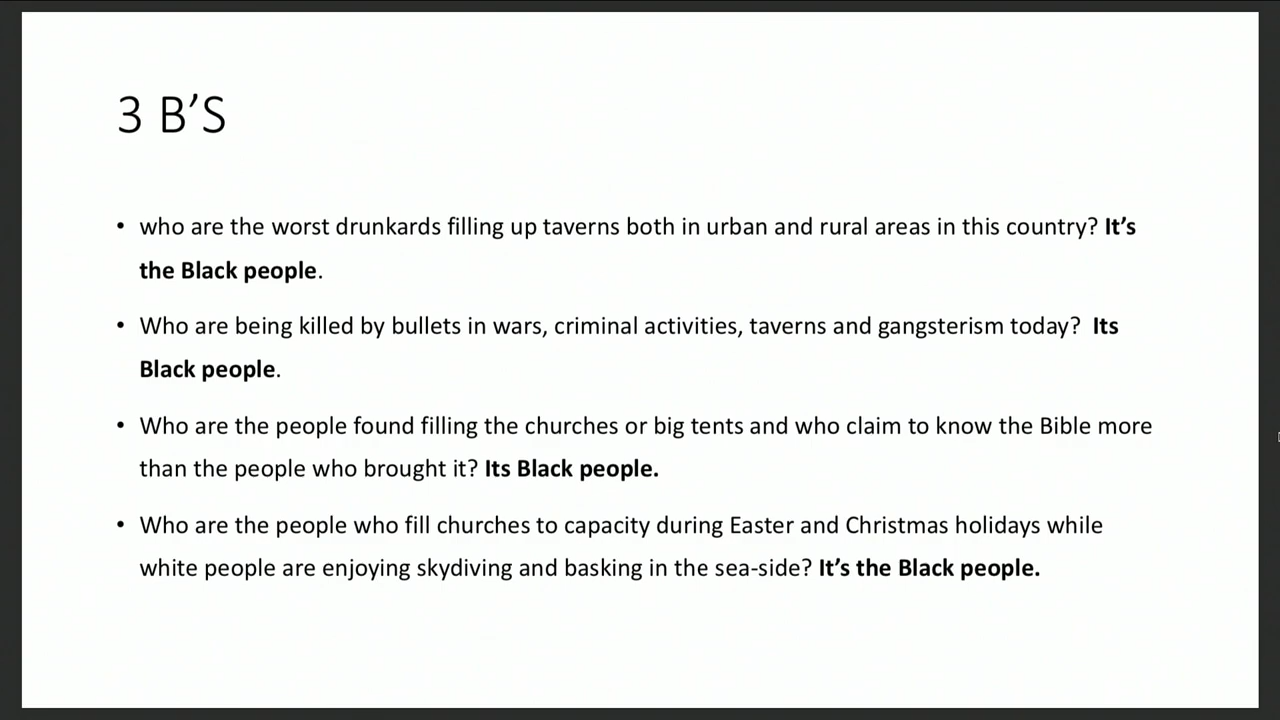 3 B’S
• who are the worst drunkards filling up taverns both in urban and rural areas in this country? It’s
the Black people.
• Who are being killed by bullets in wars, criminal activities, taverns and gangsterism today?  Its
Black people.
• Who are the people found filling the churches or big tents and who claim to know the Bible more
than the people who brought it? Its Black people.
• Who are the people who fill churches to capacity during Easter and Christmas holidays while
white people are enjoying skydiving and basking in the sea-side? It’s the Black people.